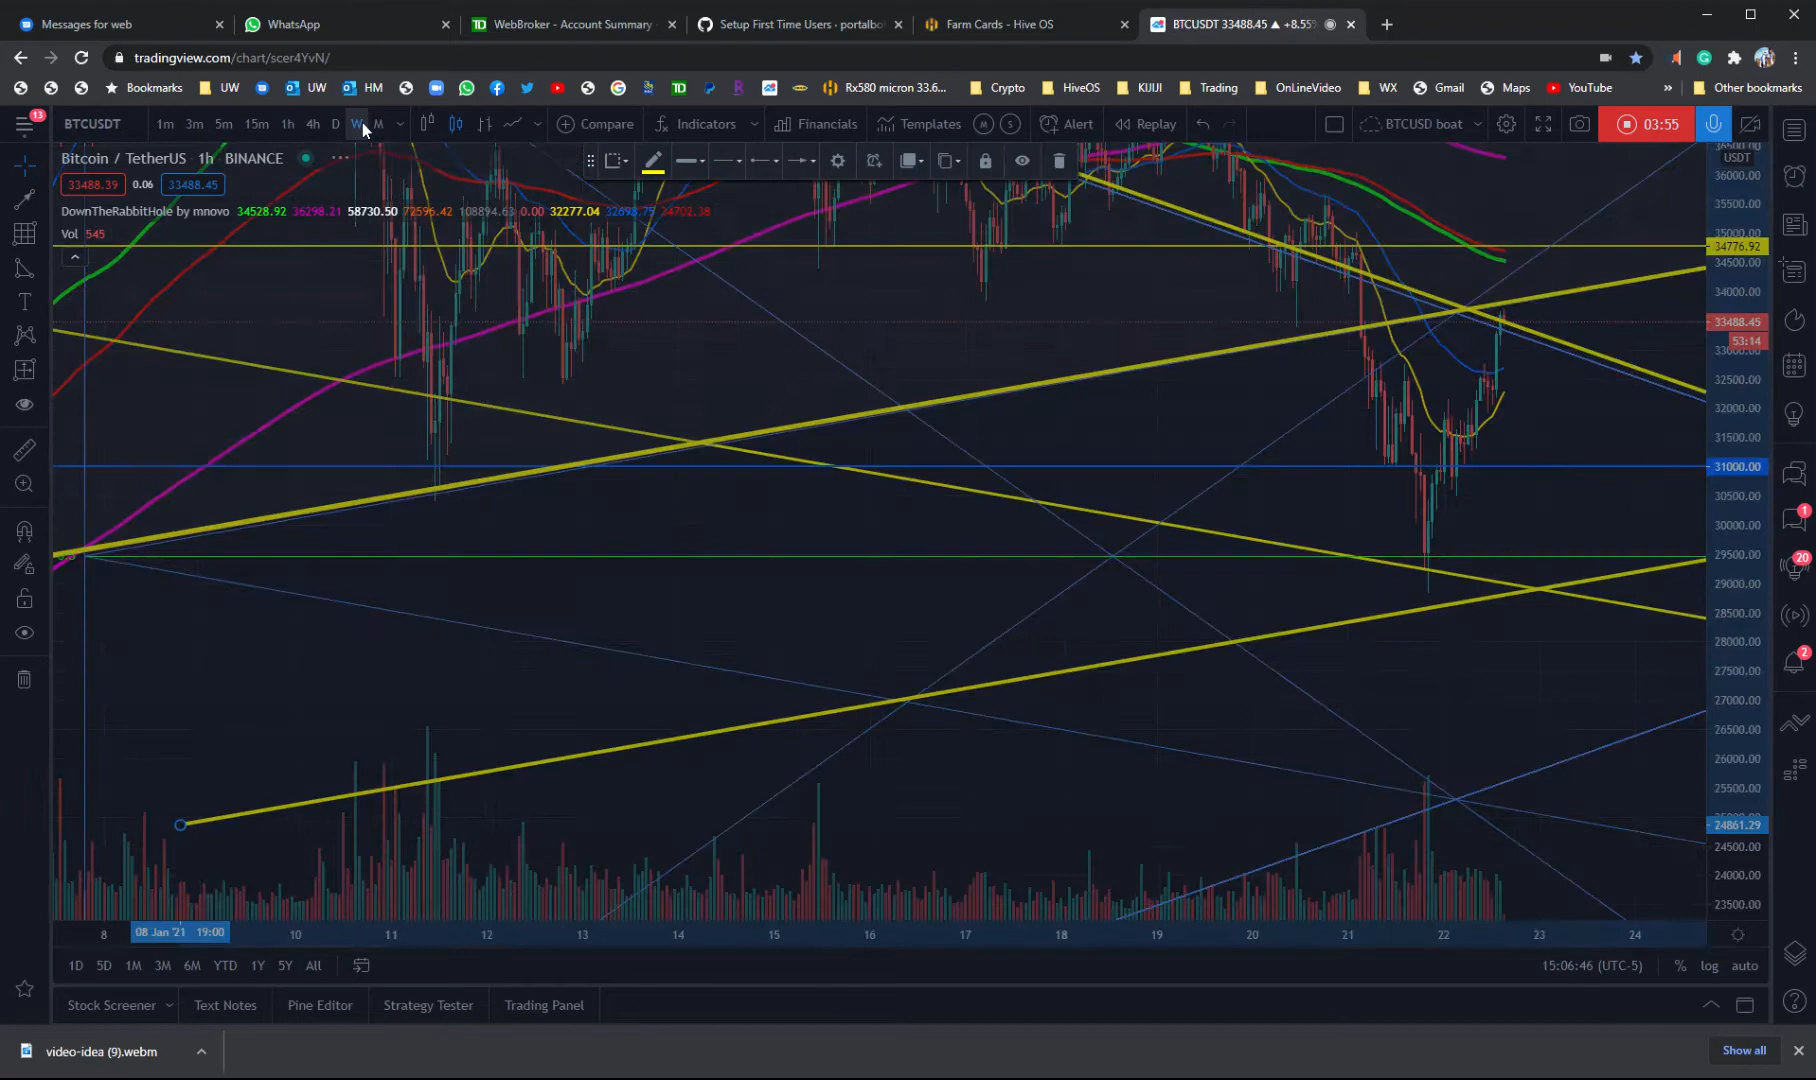 Messages for web
WhatsApp
WebBroker - Account Summary
Setup First Time Users · portalbo
Farm Cards - Hive OS
BTCUSDT 33488.45 ▲ +8.55%
tradingview.com/chart/scer4YvN/
Bookmarks
UW
UW
HM
Rx580 micron 33.6...
Crypto
HiveOS
KIJIJI
Trading
OnLineVideo
WX
Gmail
Maps
YouTube
»
Other bookmarks
13
BTCUSDT
1m 3m 5m 15m 1h 4h D W M
Compare
Indicators
Financials
Templates
M
S
Alert
Replay
BTCUSD boat
03:55
Bitcoin / TetherUS · 1h · BINANCE
33488.39 0.06 33488.45
DownTheRabbitHole by mnovo 34528.92 36298.21 58730.50 72596.42 108894.63 0.00 32277.04 34702.38
Vol 545
USDT
36000.00
35500.00
35000.00
34776.92
34500.00
34000.00
33488.45
53:14
33000.00
32500.00
32000.00
31500.00
31000.00
30500.00
30000.00
29500.00
29000.00
28500.00
28000.00
27500.00
27000.00
26500.00
26000.00
25500.00
24861.29
24500.00
24000.00
23500.00
1
20
2
8 08 Jan '21 19:00 10 11 12 13 14 15 16 17 18 19 20 21 22 23 24
1D 5D 1M 3M 6M YTD 1Y 5Y All
15:06:46 (UTC-5) % log auto
Stock Screener
Text Notes
Pine Editor
Strategy Tester
Trading Panel
video-idea (9).webm
Show all